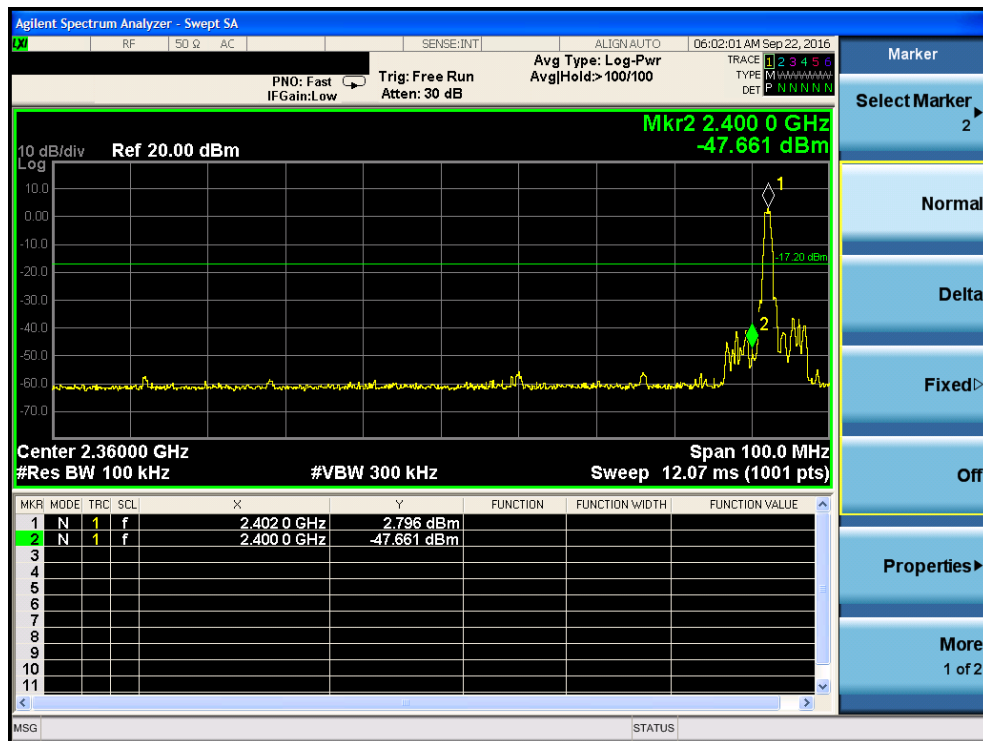 Agilent Spectrum Analyzer - Swept SA
LXI RF 50 Ω AC SENSE:INT ALIGN AUTO 06:02:01 AM Sep 22, 2016
Marker
Avg Type: Log-Pwr TRACE 1 2 3 4 5 6
PNO: Fast Trig: Free Run Avg|Hold:>100/100 TYPE M WWWWW
IFGain:Low Atten: 30 dB DET P N N N N N
Select Marker
2
Mkr2 2.400 0 GHz
10 dB/div Ref 20.00 dBm -47.661 dBm
Log
10.0
1
0.00
-10.0
-17.20 dBm
-20.0
-30.0
-40.0
2
-50.0
-60.0
-70.0
Center 2.36000 GHz Span 100.0 MHz
#Res BW 100 kHz #VBW 300 kHz Sweep 12.07 ms (1001 pts)
MKR MODE TRC SCL X Y FUNCTION FUNCTION WIDTH FUNCTION VALUE
1 N 1 f 2.402 0 GHz 2.796 dBm
2 N 1 f 2.400 0 GHz -47.661 dBm
3
4
5
6
7
8
9
10
11
Normal
Delta
Fixed
Off
Properties
More
1 of 2
MSG STATUS